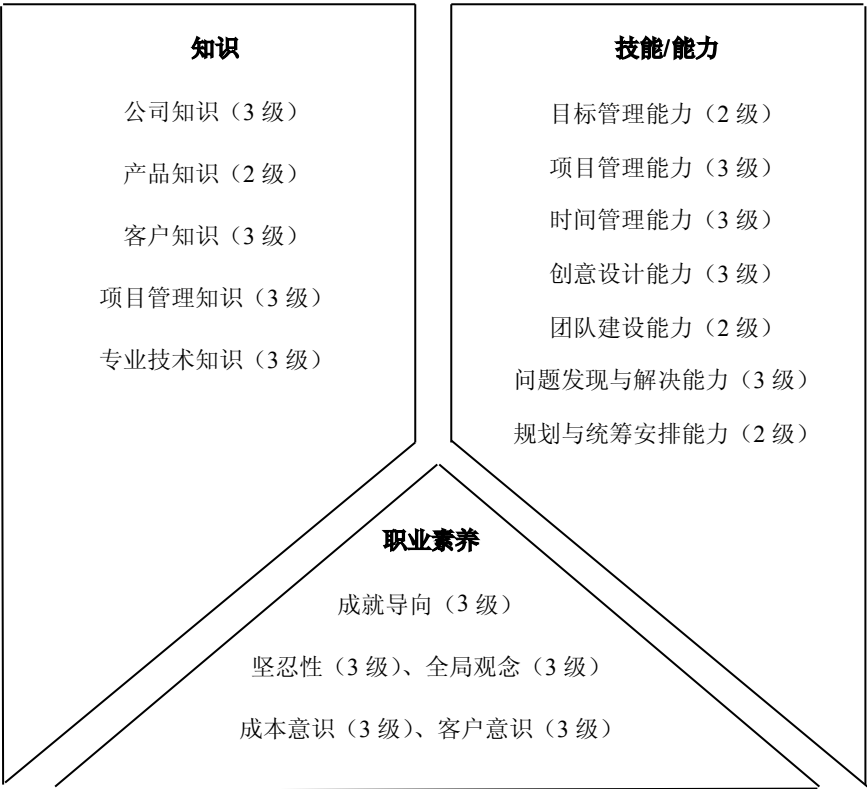 知识
公司知识（3 级）
产品知识（2 级）
客户知识（3 级）
项目管理知识（3 级）
专业技术知识（3 级）
技能/能力
目标管理能力（2 级）
项目管理能力（3 级）
时间管理能力（3 级）
创意设计能力（3 级）
团队建设能力（2 级）
问题发现与解决能力（3 级）
规划与统筹安排能力（2 级）
职业素养
成就导向（3 级）
坚忍性（3 级）、全局观念（3 级）
成本意识（3 级）、客户意识（3 级）